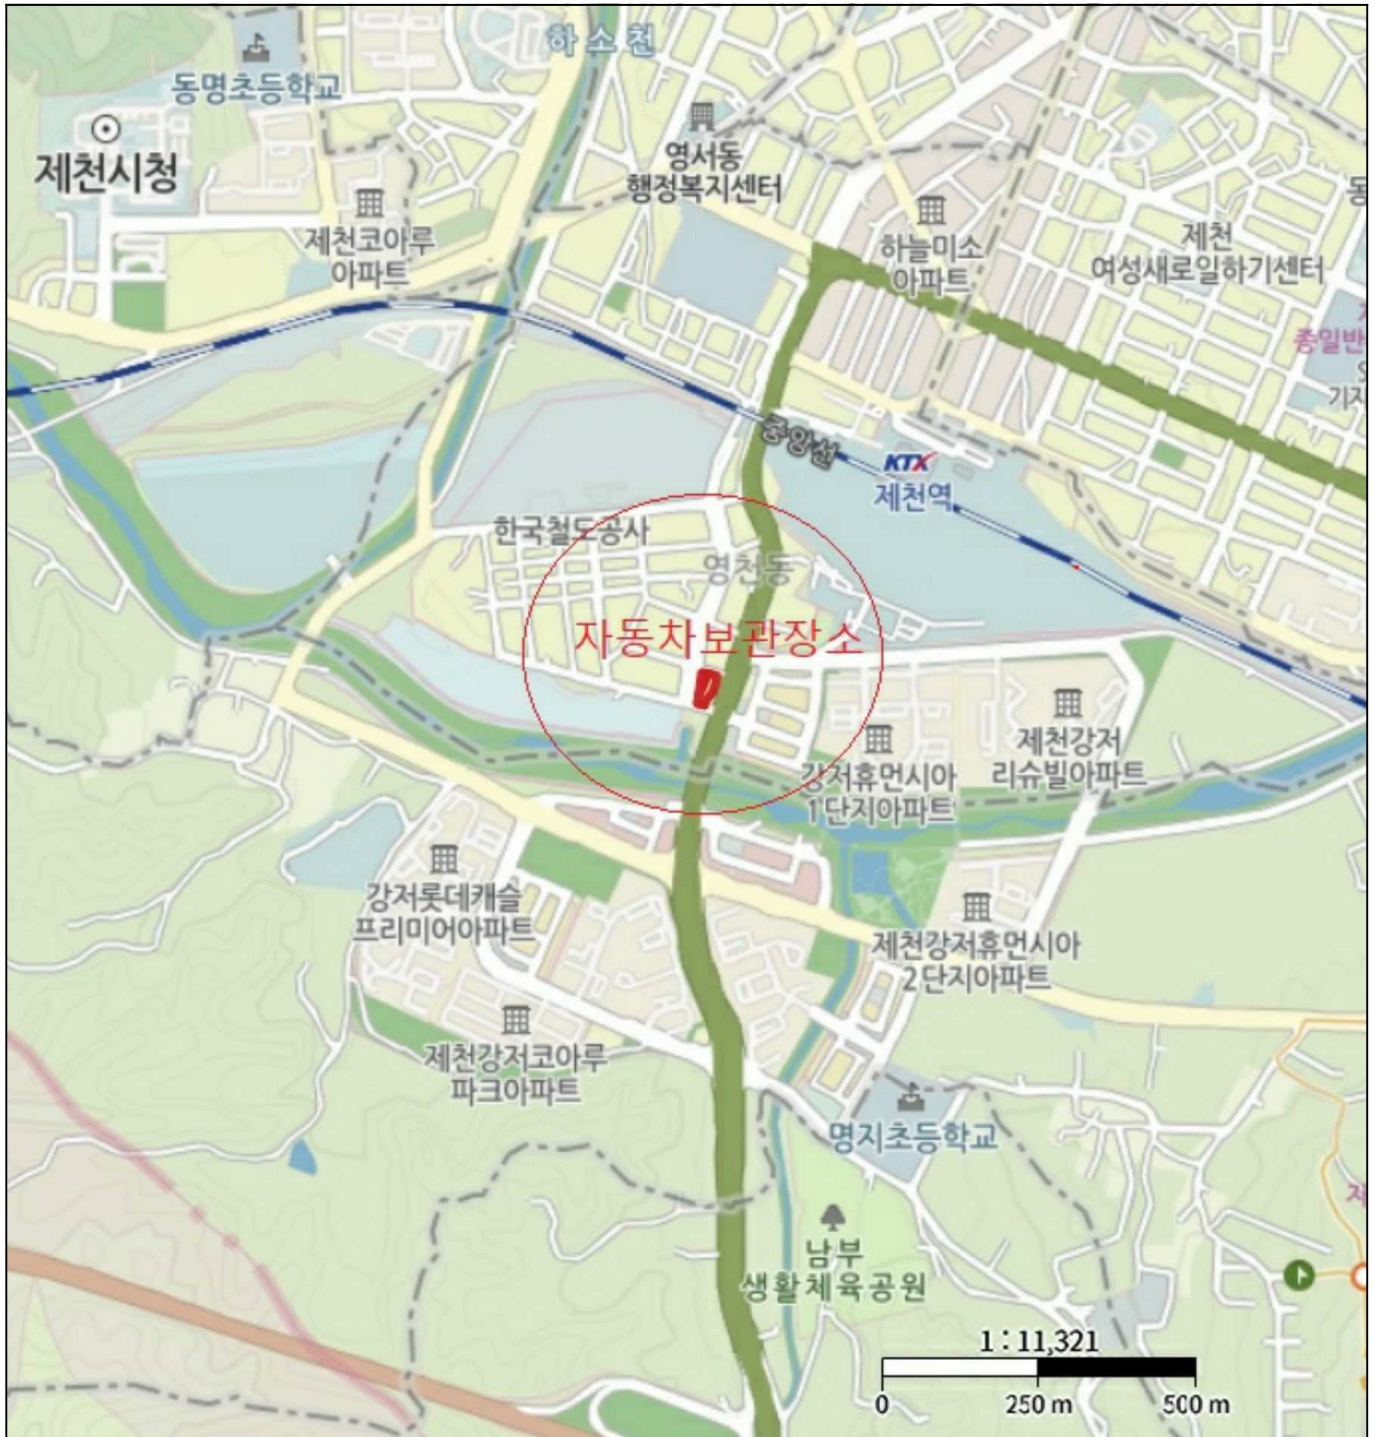 하소천
동명초등학교
제천시청
영서동
행정복지센터
제천코아루
아파트
하늘미소
아파트
제천
여성새로일하기센터
종일반
중앙선
KTX
제천역
한국철도공사
영천동
자동차보관장소
제천강저
리슈빌아파트
강저휴먼시아
1단지아파트
강저롯데캐슬
프리미어아파트
제천강저휴먼시아
2단지아파트
제천강저코아루
파크아파트
명지초등학교
남부
생활체육공원
1:11,321
0 250 m 500 m